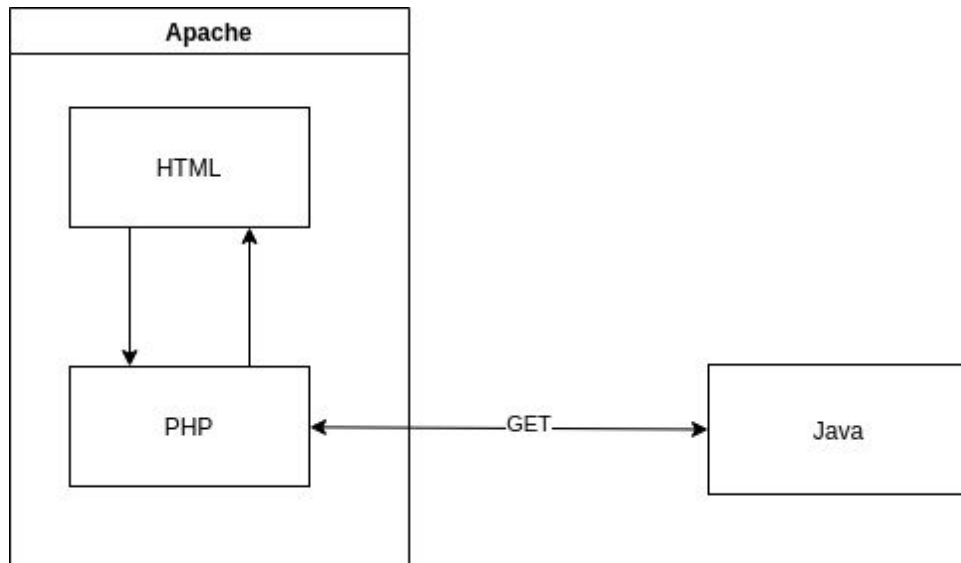 Apache
HTML
PHP
GET
Java